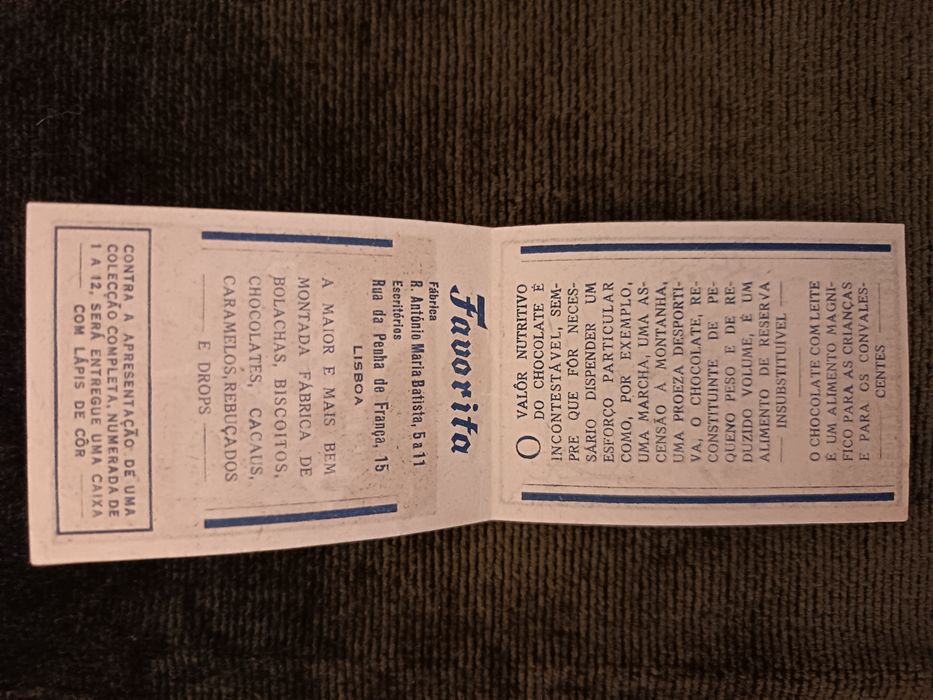 Favorita
Fábrica
R. António Maria Batista, 5 a 11
Escritórios
Rua da Penha de França, 15
LISBOA
A MAIOR E MAIS BEM
MONTADA FÁBRICA DE
BOLACHAS, BISCOITOS,
CHOCOLATES, CACAUS,
CARAMELOS, REBUÇADOS
E DROPS
CONTRA A APRESENTAÇÃO DE UMA
COLECÇÃO COMPLETA, NUMERADA DE
1 A 12, SERÁ ENTREGUE UMA CAIXA
COM LÁPIS DE CÔR
O VALÔR NUTRITIVO
DO CHOCOLATE É
INCONTESTÁVEL, SEM-
PRE QUE FOR NECES-
SÁRIO DISPENDER UM
ESFORÇO PARTICULAR
COMO, POR EXEMPLO,
UMA MARCHA, UMA AS-
CENSÃO À MONTANHA,
UMA PROEZA DESPORTI-
VA, O CHOCOLATE, RE-
CONSTITUINTE DE PE-
QUENO PESO E DE RE-
DUZIDO VOLUME, É UM
ALIMENTO DE RESERVA
INSUBSTITUÍVEL
O CHOCOLATE COM LEITE
É UM ALIMENTO MAGNI-
FICO PARA AS CRIANÇAS
E PARA OS CONVALES-
CENTES